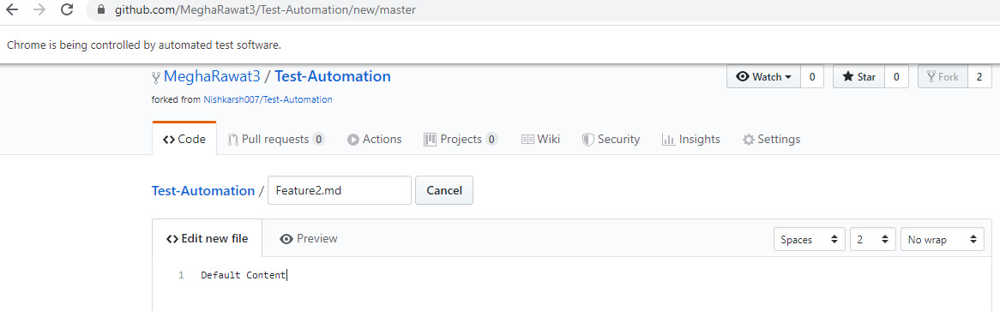 github.com/MeghaRawat3/Test-Automation/new/master
Chrome is being controlled by automated test software.
MeghaRawat3 / Test-Automation
Watch 0 Star 0 Fork 2
forked from Nishkarsh007/Test-Automation
Code Pull requests 0 Actions Projects 0 Wiki Security Insights Settings
Test-Automation / Feature2.md Cancel
Edit new file Preview Spaces 2 No wrap
1 Default Content